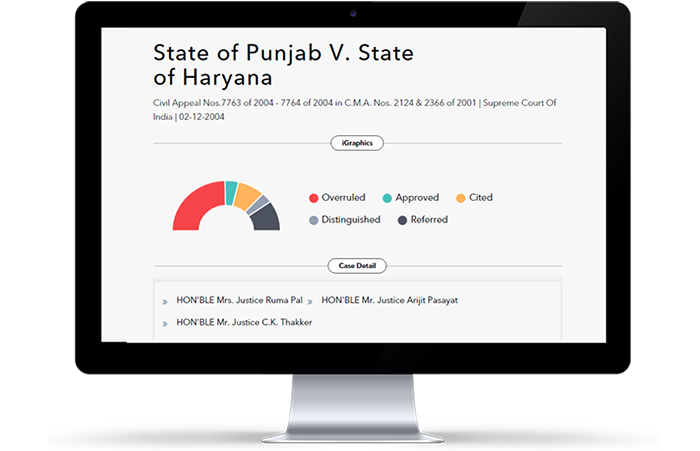 State of Punjab V. State
of Haryana
Civil Appeal Nos.7763 of 2004 - 7764 of 2004 in C.M.A. Nos. 2124 & 2366 of 2001 | Supreme Court Of
India | 02-12-2004
iGraphics
Overruled Approved Cited
Distinguished Referred
Case Detail
» HON'BLE Mrs. Justice Ruma Pal » HON'BLE Mr. Justice Arijit Pasayat
» HON'BLE Mr. Justice C.K. Thakker